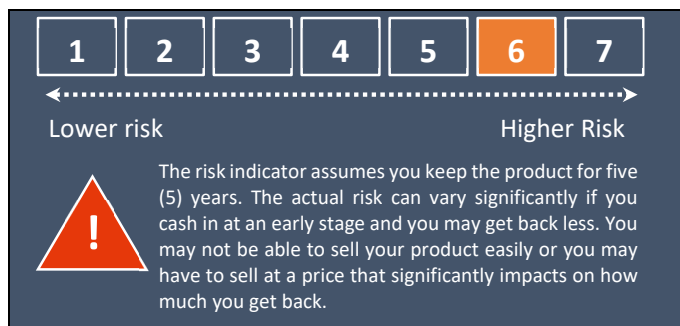 1 2 3 4 5 6 7
Lower risk Higher Risk
The risk indicator assumes you keep the product for five
(5) years. The actual risk can vary significantly if you
cash in at an early stage and you may get back less. You
may not be able to sell your product easily or you may
have to sell at a price that significantly impacts on how
much you get back.
!